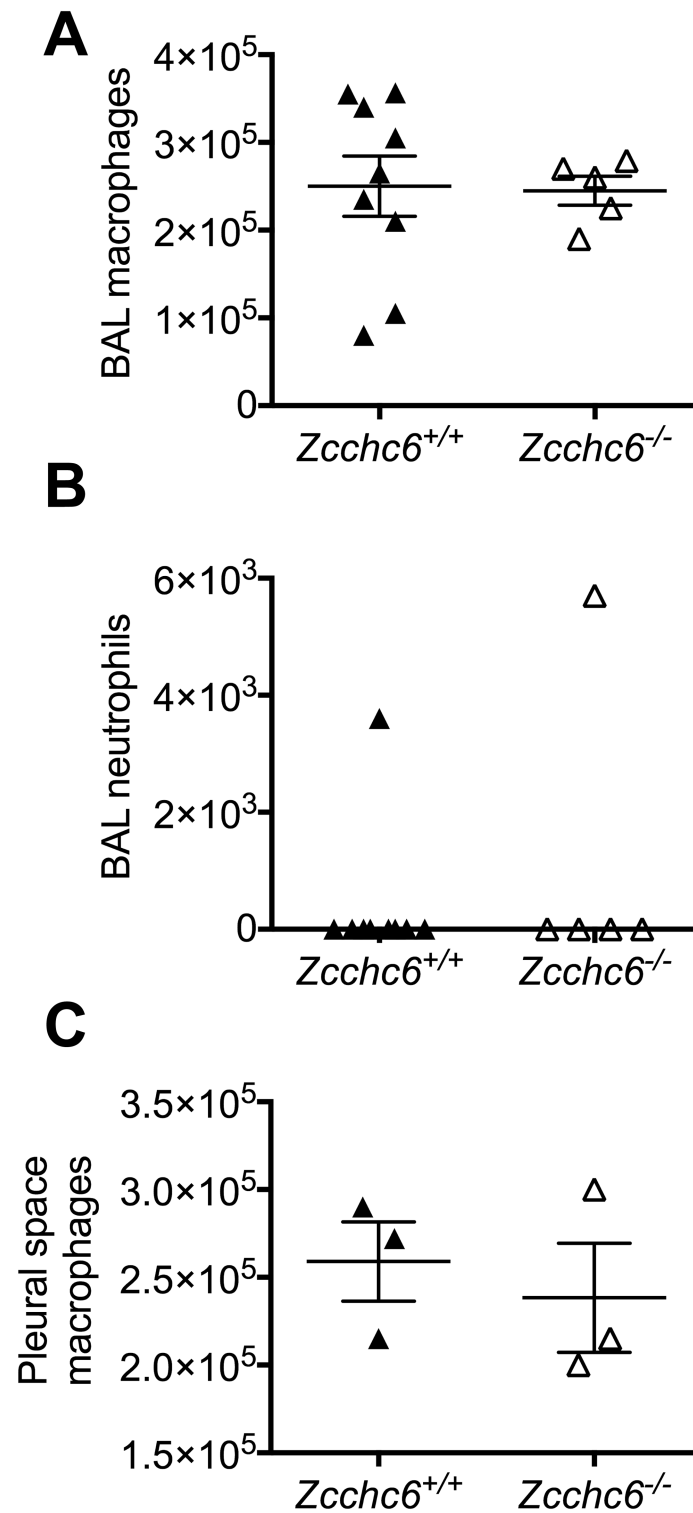 A
BAL macrophages
4×10⁵
3×10⁵
2×10⁵
1×10⁵
0
Zcchc6⁺/⁺
Zcchc6⁻/⁻
B
BAL neutrophils
6×10³
4×10³
2×10³
0
Zcchc6⁺/⁺
Zcchc6⁻/⁻
C
Pleural space
macrophages
3.5×10⁵
3.0×10⁵
2.5×10⁵
2.0×10⁵
1.5×10⁵
Zcchc6⁺/⁺
Zcchc6⁻/⁻